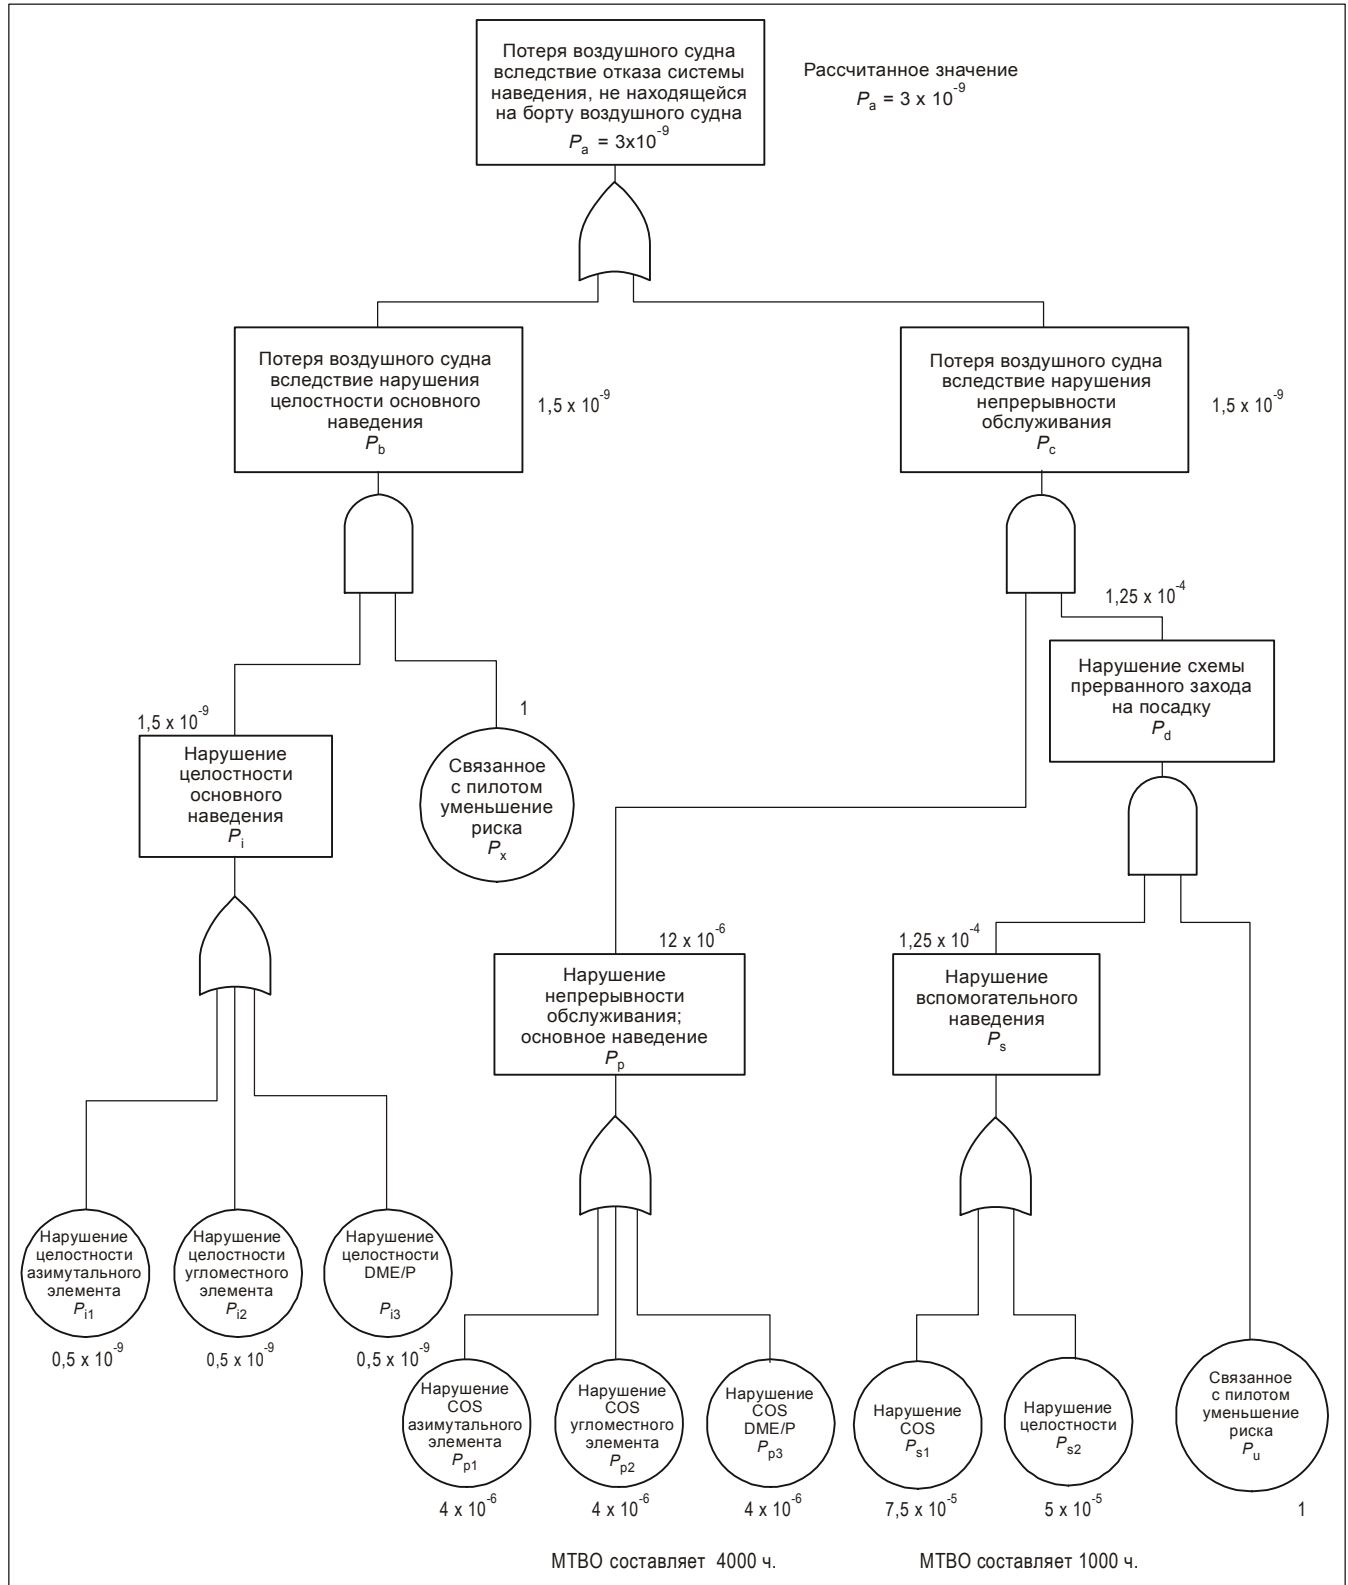 Потеря воздушного судна
вследствие отказа системы
наведения, не находящейся
на борту воздушного судна
Pa = 3x10-9
Рассчитанное значение
Pa = 3 x 10-9
Потеря воздушного судна
вследствие нарушения
целостности основного
наведения
Pb
1,5 x 10-9
Потеря воздушного судна
вследствие нарушения
непрерывности
обслуживания
Pc
1,5 x 10-9
1,25 x 10-4
Нарушение схемы
прерванного захода
на посадку
Pd
1,5 x 10-9
Нарушение
целостности
основного
наведения
Pi
1
Связанное
с пилотом
уменьшение
риска
Px
12 x 10-6
Нарушение
непрерывности
обслуживания;
основное наведение
Pp
1,25 x 10-4
Нарушение
вспомогательного
наведения
Ps
Нарушение
целостности
азимутального
элемента
Pi1
0,5 x 10-9
Нарушение
целостности
угломестного
элемента
Pi2
0,5 x 10-9
Нарушение
целостности
DME/P
Pi3
0,5 x 10-9
Нарушение
COS
азимутального
элемента
Pp1
4 x 10-6
Нарушение
COS
угломестного
элемента
Pp2
4 x 10-6
Нарушение
COS
DME/P
Pp3
4 x 10-6
Нарушение
COS
Ps1
7,5 x 10-5
Нарушение
целостности
Ps2
5 x 10-5
Связанное
с пилотом
уменьшение
риска
Pu
1
МТВО составляет 4000 ч.
МТВО составляет 1000 ч.